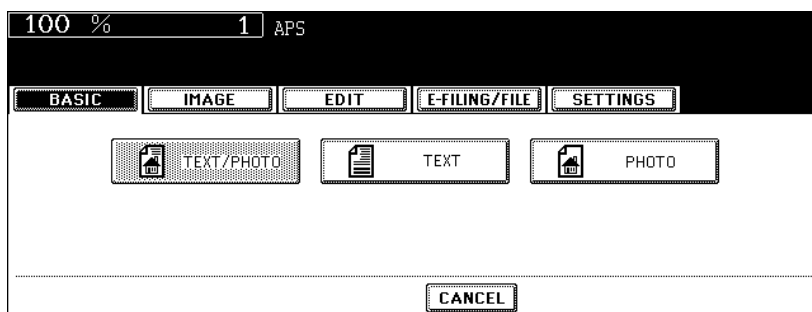 100 % 1 APS
BASIC IMAGE EDIT E-FILING/FILE SETTINGS
TEXT/PHOTO TEXT PHOTO
CANCEL